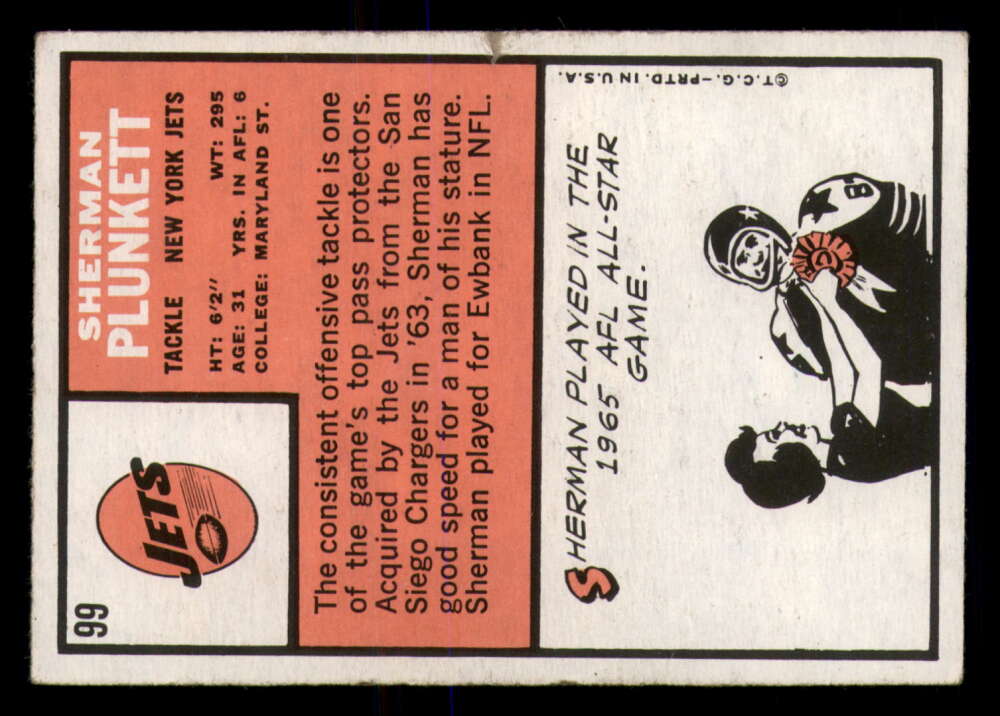 99
JETS
SHERMAN
PLUNKETT
TACKLE NEW YORK JETS
HT: 6'2" WT: 295
AGE: 31 YRS. IN AFL: 6
COLLEGE: MARYLAND ST.
The consistent offensive tackle is one
of the game's top pass protectors.
Acquired by the Jets from the San
Siego Chargers in '63, Sherman has
good speed for a man of his stature.
Sherman played for Ewbank in NFL.
SHERMAN PLAYED IN THE
1965 AFL ALL-STAR
GAME.
©T.C.G.–PRTD. IN U.S.A.